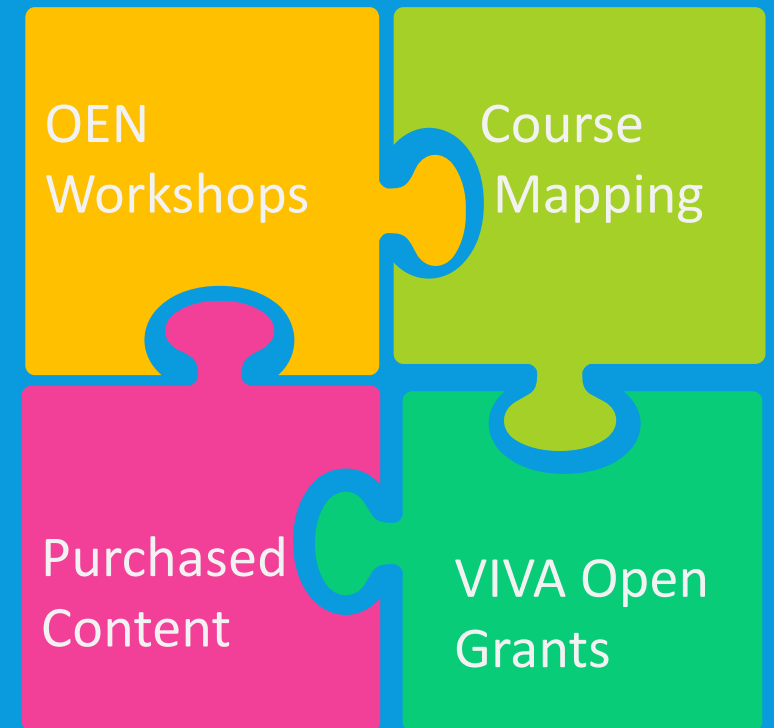 OEN
Workshops
Course
Mapping
Purchased
Content
VIVA Open
Grants